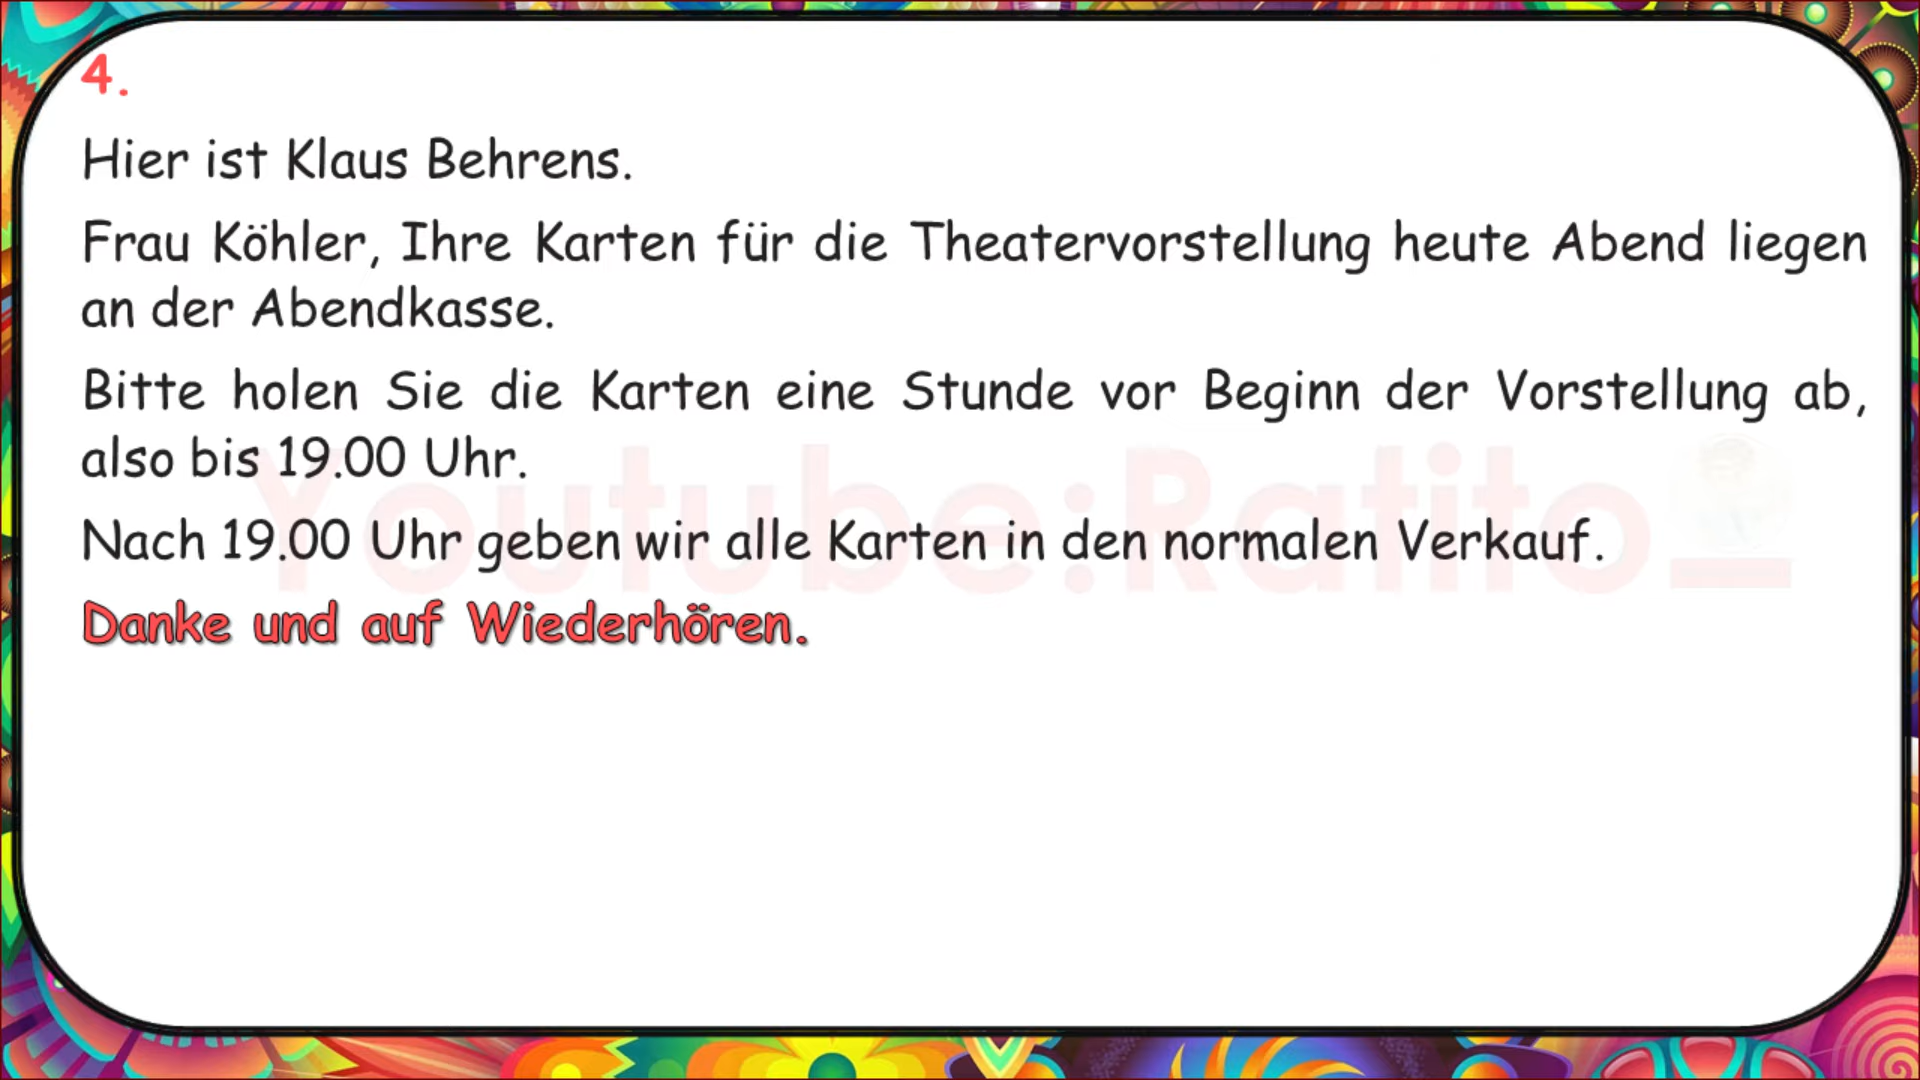 4.
Hier ist Klaus Behrens.
Frau Köhler, Ihre Karten für die Theatervorstellung heute Abend liegen
an der Abendkasse.
Bitte holen Sie die Karten eine Stunde vor Beginn der Vorstellung ab,
also bis 19.00 Uhr.
Youtube:Ratito_
Nach 19.00 Uhr geben wir alle Karten in den normalen Verkauf.
Danke und auf Wiederhören.